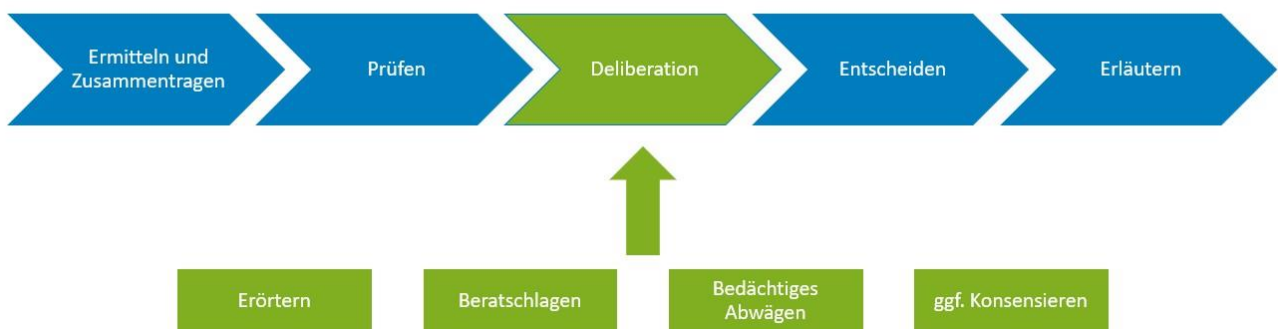 Ermitteln und
Zusammentragen
Prüfen
Deliberation
Entscheiden
Erläutern
Erörtern
Beratschlagen
Bedächtiges
Abwägen
ggf. Konsensieren